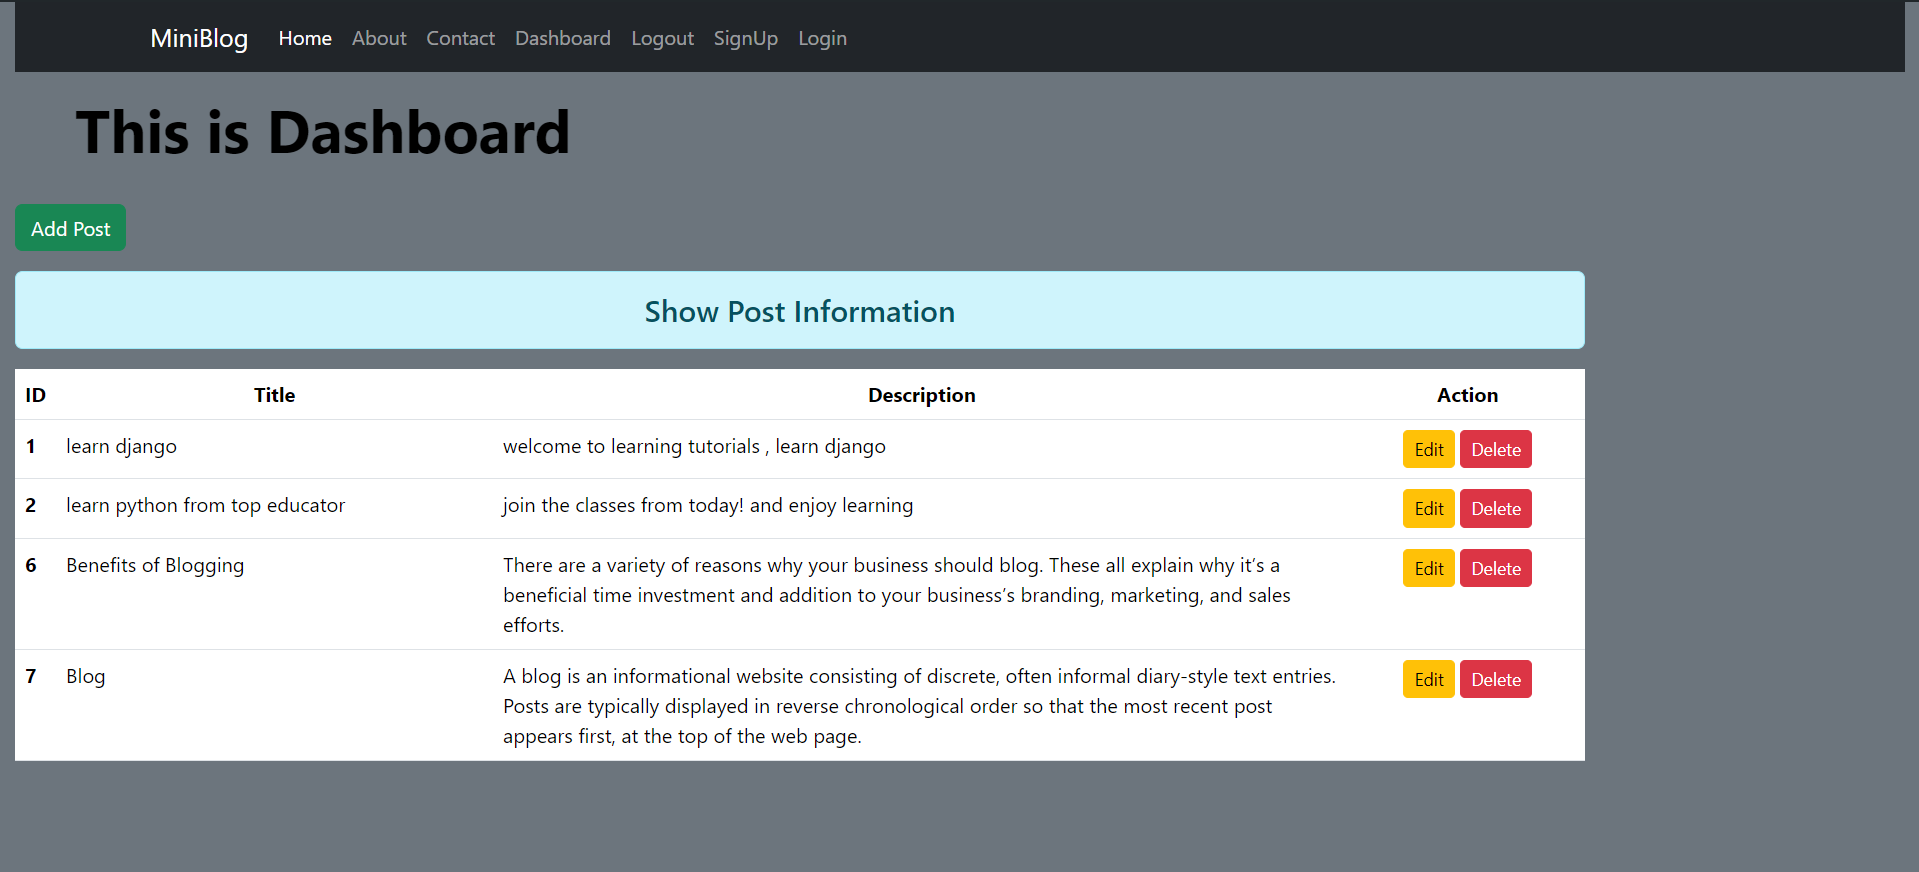 MiniBlog Home About Contact Dashboard Logout SignUp Login
This is Dashboard
Add Post
Show Post Information
ID Title Description Action
1 learn django welcome to learning tutorials , learn django Edit Delete
2 learn python from top educator join the classes from today! and enjoy learning Edit Delete
6 Benefits of Blogging There are a variety of reasons why your business should blog. These all explain why it’s a Edit Delete
beneficial time investment and addition to your business’s branding, marketing, and sales
efforts.
7 Blog A blog is an informational website consisting of discrete, often informal diary-style text entries. Edit Delete
Posts are typically displayed in reverse chronological order so that the most recent post
appears first, at the top of the web page.